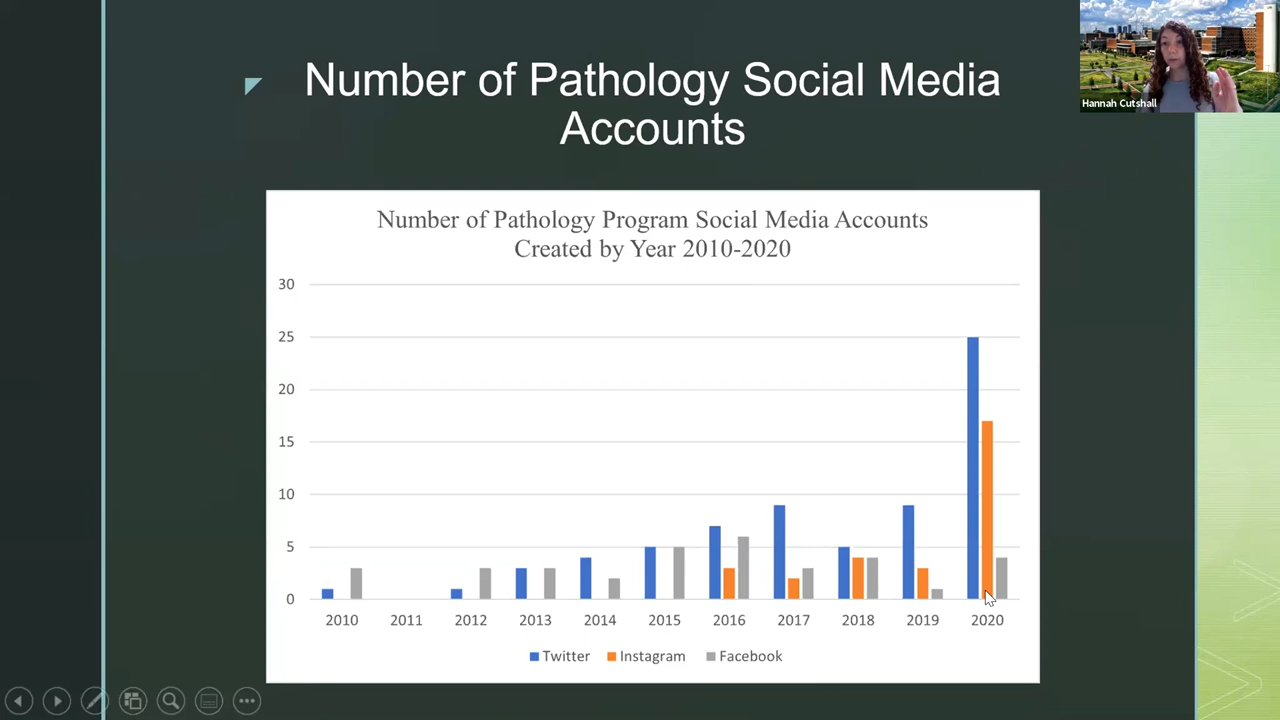 Number of Pathology Social Media
Accounts
Hannah Cutshall
Number of Pathology Program Social Media Accounts
Created by Year 2010-2020
30
25
20
15
10
5
0
2010 2011 2012 2013 2014 2015 2016 2017 2018 2019 2020
Twitter Instagram Facebook